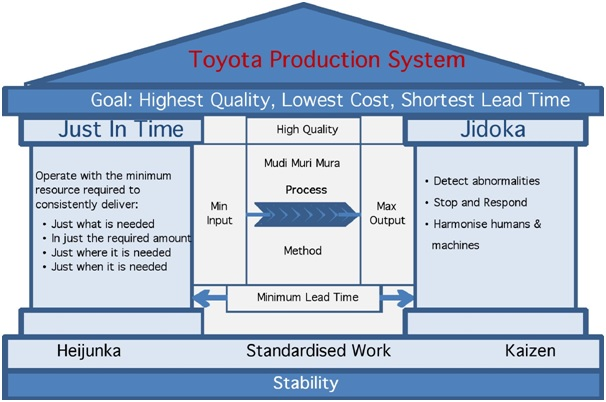 Toyota Production System
Goal: Highest Quality, Lowest Cost, Shortest Lead Time
Just In Time
Operate with the minimum
resource required to
consistently deliver:
• Just what is needed
• In just the required amount
• Just where it is needed
• Just when it is needed
High Quality
Mudi Muri Mura
Process
Min
Input
Max
Output
Method
Minimum Lead Time
Jidoka
• Detect abnormalities
• Stop and Respond
• Harmonise humans &
machines
Heijunka
Standardised Work
Kaizen
Stability